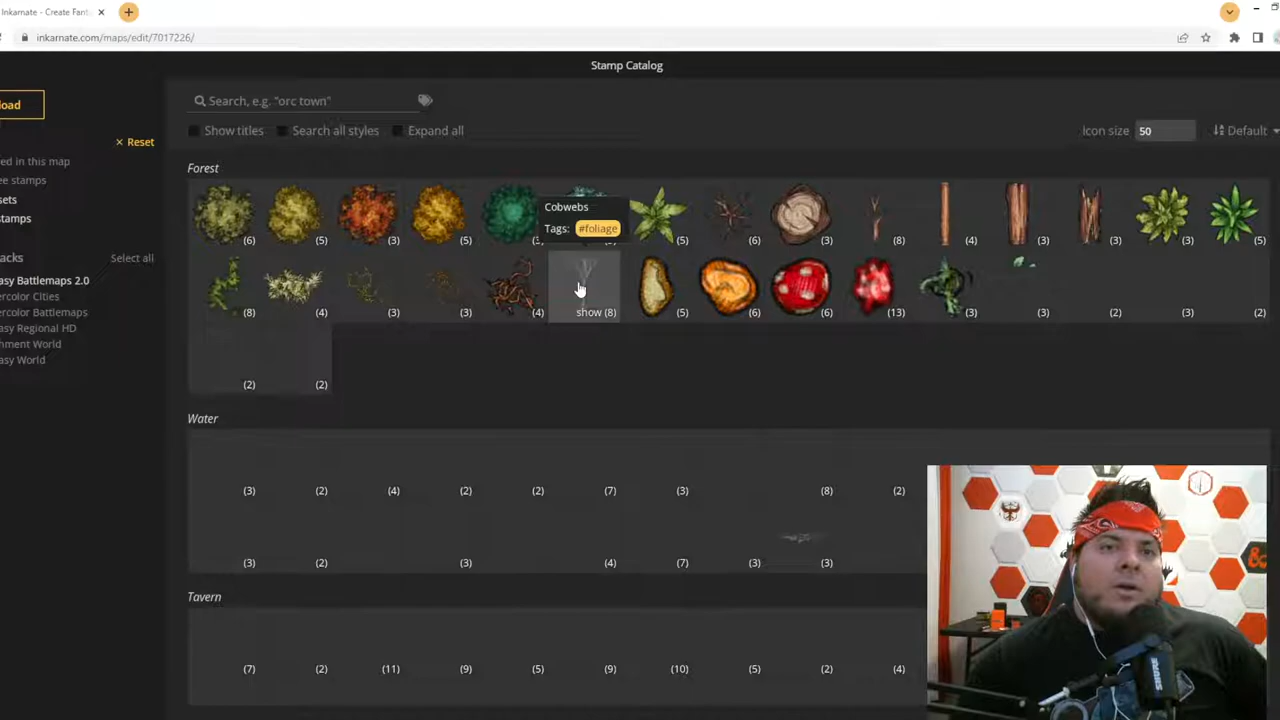 Inkarnate - Create Fant
inkarnate.com/maps/edit/7017226/
Stamp Catalog
oad
Search, e.g. "orc town"
Reset
Show titles
Search all styles
Expand all
Icon size
50
Default
ed in this map
ee stamps
sets
stamps
acks
Select all
asy Battlemaps 2.0
ercolor Cities
ercolor Battlemaps
asy Regional HD
hment World
asy World
Forest
Cobwebs
Tags: #foliage
(6) (5) (3) (5) (5) (6) (3) (8) (4) (3) (3) (3) (5)
(8) (4) (3) (3) (4) show (8) (5) (6) (6) (13) (3) (3) (2) (3) (2)
(2) (2)
Water
(3) (2) (4) (2) (2) (7) (3) (8) (2)
(3) (2) (3) (4) (7) (3) (3)
Tavern
(7) (2) (11) (9) (5) (9) (10) (5) (2) (4)